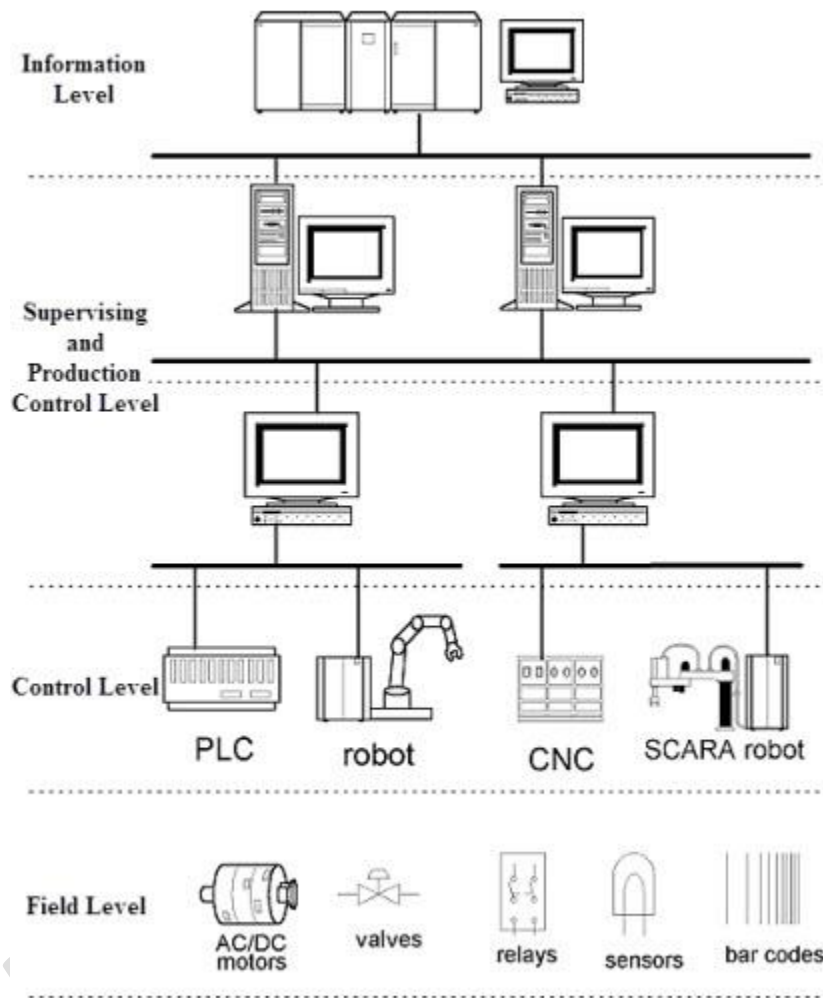 Information
Level
Supervising
and
Production
Control Level
Control Level
PLC
robot
CNC
SCARA robot
Field Level
AC/DC
motors
valves
relays
sensors
bar codes